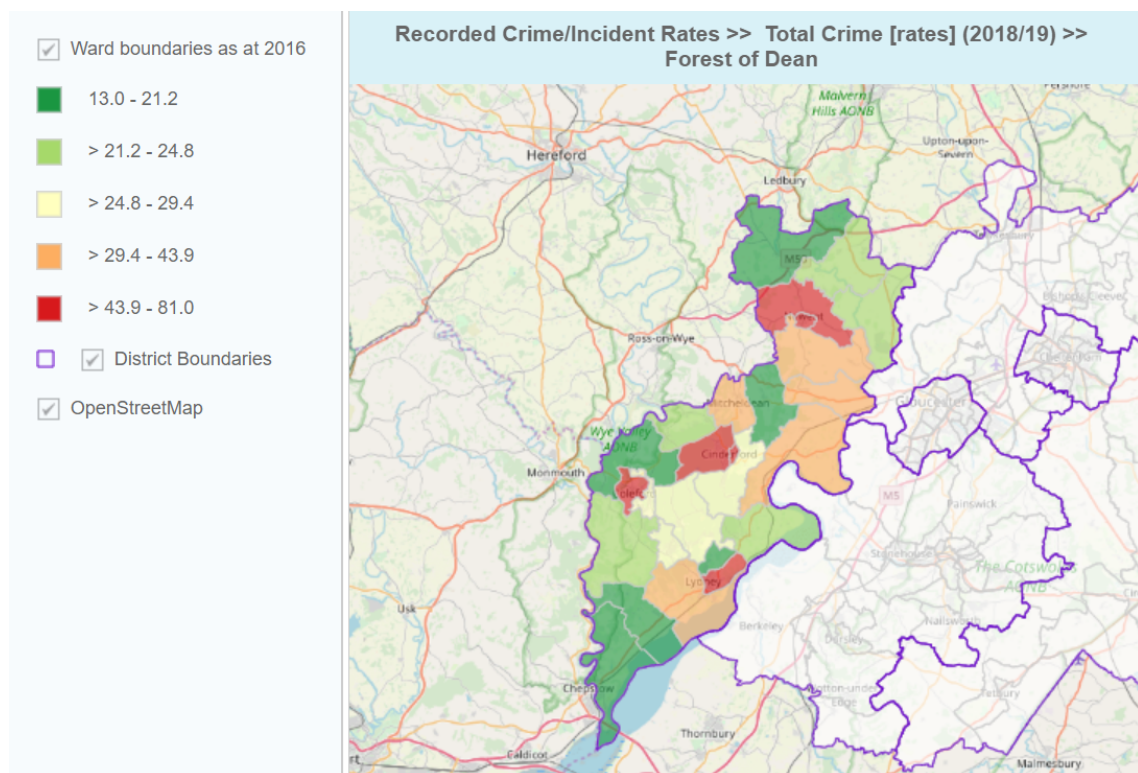 Recorded Crime/Incident Rates >> Total Crime [rates] (2018/19) >>
Forest of Dean
Ward boundaries as at 2016
13.0 - 21.2
> 21.2 - 24.8
> 24.8 - 29.4
> 29.4 - 43.9
> 43.9 - 81.0
District Boundaries
OpenStreetMap
Malvern
Hills AONB
Pershore
Upton-upon-
Severn
Hereford
Ledbury
M50
Ross-on-Wye
Gloucester
Mitcheldean
Wye Valley
AONB
Cinderford
Monmouth
M5
Painswick
Stonehouse
The Cotswolds
AONB
Lydney
Usk
Berkeley
Nailsworth
Dursley
Chepstow
Wotton-under
Edge
Tetbury
Thornbury
Caldicot
Malmesbury